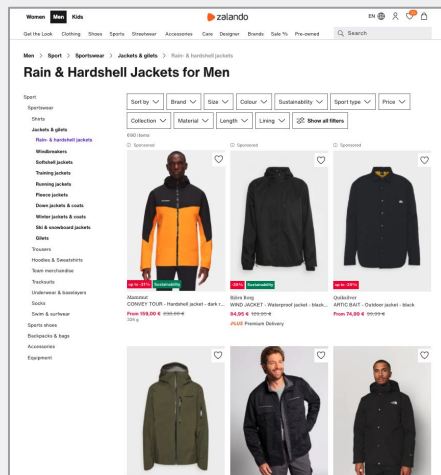 Women Men Kids
zalando
EN
Get the Look Clothing Shoes Sports Streetwear Accessories Care Designer Brands Sale % Pre-owned
Search
Men > Sport > Sportswear > Jackets & gilets > Rain- & hardshell jackets
Rain & Hardshell Jackets for Men
Sport
Sportswear
Shirts
Jackets & gilets
Rain- & hardshell jackets
Windbreakers
Softshell jackets
Training jackets
Running jackets
Fleece jackets
Down jackets & coats
Winter jackets & coats
Ski & snowboard jackets
Gilets
Trousers
Hoodies & Sweatshirts
Team merchandise
Tracksuits
Underwear & baselayers
Socks
Swim & surfwear
Sports shoes
Backpacks & bags
Accessories
Equipment
Sort by Brand Size Colour Sustainability Sport type Price
Collection Material Length Lining Show all filters
690 items
Sponsored Sponsored Sponsored
up to -31% Sustainability
Mammut
CONVEY TOUR - Hardshell jacket - dark r...
From 159,00 €
-30% Sustainability
Björn Borg
WIND JACKET - Waterproof jacket - black...
84,95 €
PLUS Premium Delivery
up to -25%
Quiksilver
ARTIC BAIT - Outdoor jacket - black
From 74,99 € 99,99 €